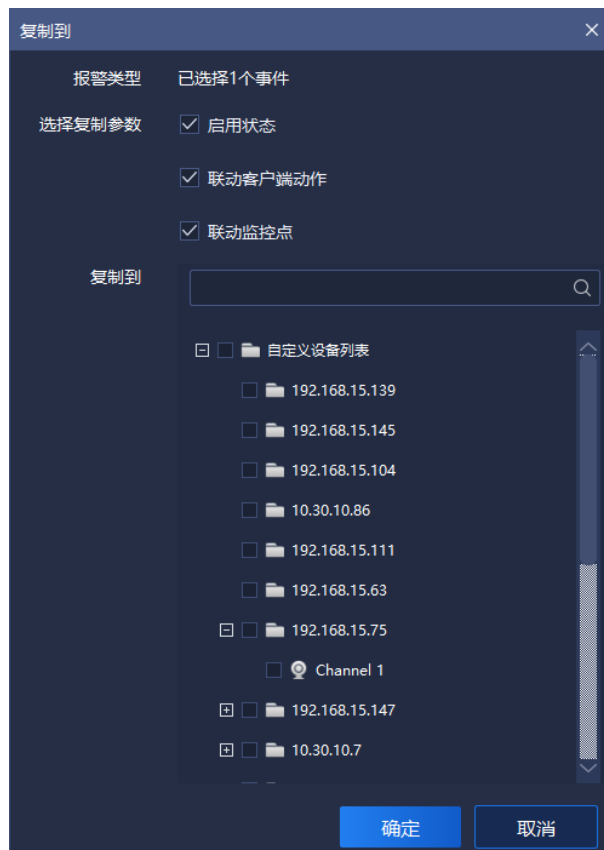 复制到
报警类型 已选择1个事件
选择复制参数 启用状态
联动客户端动作
联动监控点
复制到
自定义设备列表
192.168.15.139
192.168.15.145
192.168.15.104
10.30.10.86
192.168.15.111
192.168.15.63
192.168.15.75
Channel 1
192.168.15.147
10.30.10.7
确定 取消